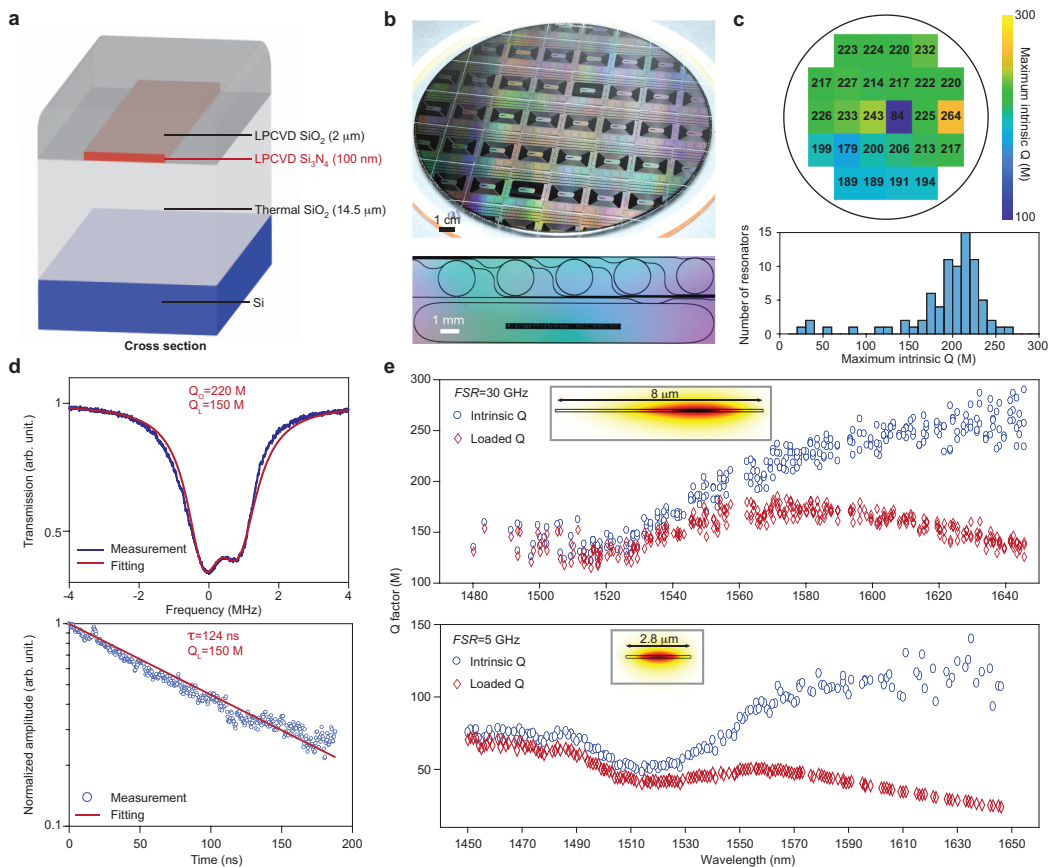 a
LPCVD SiO₂ (2 μm)
LPCVD Si₃N₄ (100 nm)
Thermal SiO₂ (14.5 μm)
Si
Cross section
b
1 cm
1 mm
c
223 224 220 232
217 227 214 217 222 220
226 233 243 84 225 264
199 179 200 206 213 217
189 189 191 194
300
Maximum intrinsic Q (M)
100
Number of resonators
15
10
5
0
0 50 100 150 200 250 300
Maximum intrinsic Q (M)
d
Q_O=220 M
Q_L=150 M
Transmission (arb. unit.)
1
0.5
Measurement
Fitting
-4 -2 0 2 4
Frequency (MHz)
τ=124 ns
Q_L=150 M
Normalized amplitude (arb. unit.)
1
0.1
Measurement
Fitting
0 50 100 150 200
Time (ns)
e
Q factor (M)
300
250
200
150
100
FSR=30 GHz
Intrinsic Q
Loaded Q
8 μm
1470 1480 1500 1520 1540 1560 1580 1600 1620 1640
150
100
50
FSR=5 GHz
Intrinsic Q
Loaded Q
2.8 μm
1450 1470 1490 1510 1530 1550 1570 1590 1610 1630 1650
Wavelength (nm)